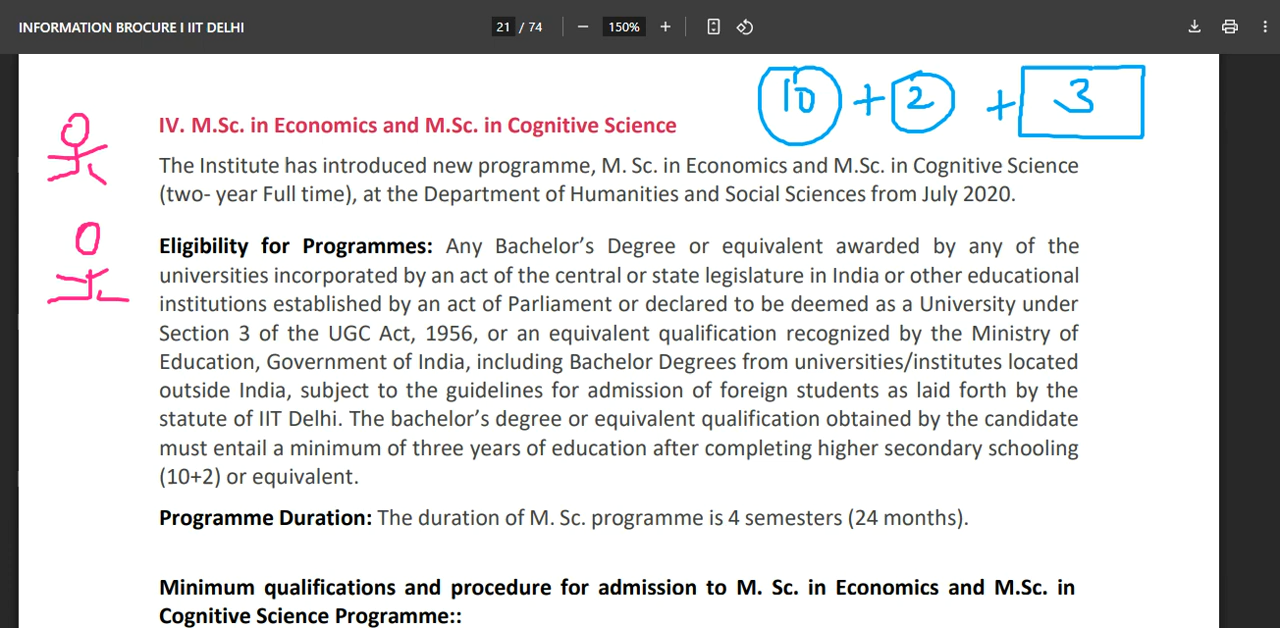 INFORMATION BROCURE I IIT DELHI
21 / 74
150%
10 + 2 + 3
IV. M.Sc. in Economics and M.Sc. in Cognitive Science
The Institute has introduced new programme, M. Sc. in Economics and M.Sc. in Cognitive Science
(two- year Full time), at the Department of Humanities and Social Sciences from July 2020.
Eligibility for Programmes: Any Bachelor's Degree or equivalent awarded by any of the
universities incorporated by an act of the central or state legislature in India or other educational
institutions established by an act of Parliament or declared to be deemed as a University under
Section 3 of the UGC Act, 1956, or an equivalent qualification recognized by the Ministry of
Education, Government of India, including Bachelor Degrees from universities/institutes located
outside India, subject to the guidelines for admission of foreign students as laid forth by the
statute of IIT Delhi. The bachelor's degree or equivalent qualification obtained by the candidate
must entail a minimum of three years of education after completing higher secondary schooling
(10+2) or equivalent.
Programme Duration: The duration of M. Sc. programme is 4 semesters (24 months).
Minimum qualifications and procedure for admission to M. Sc. in Economics and M.Sc. in
Cognitive Science Programme::